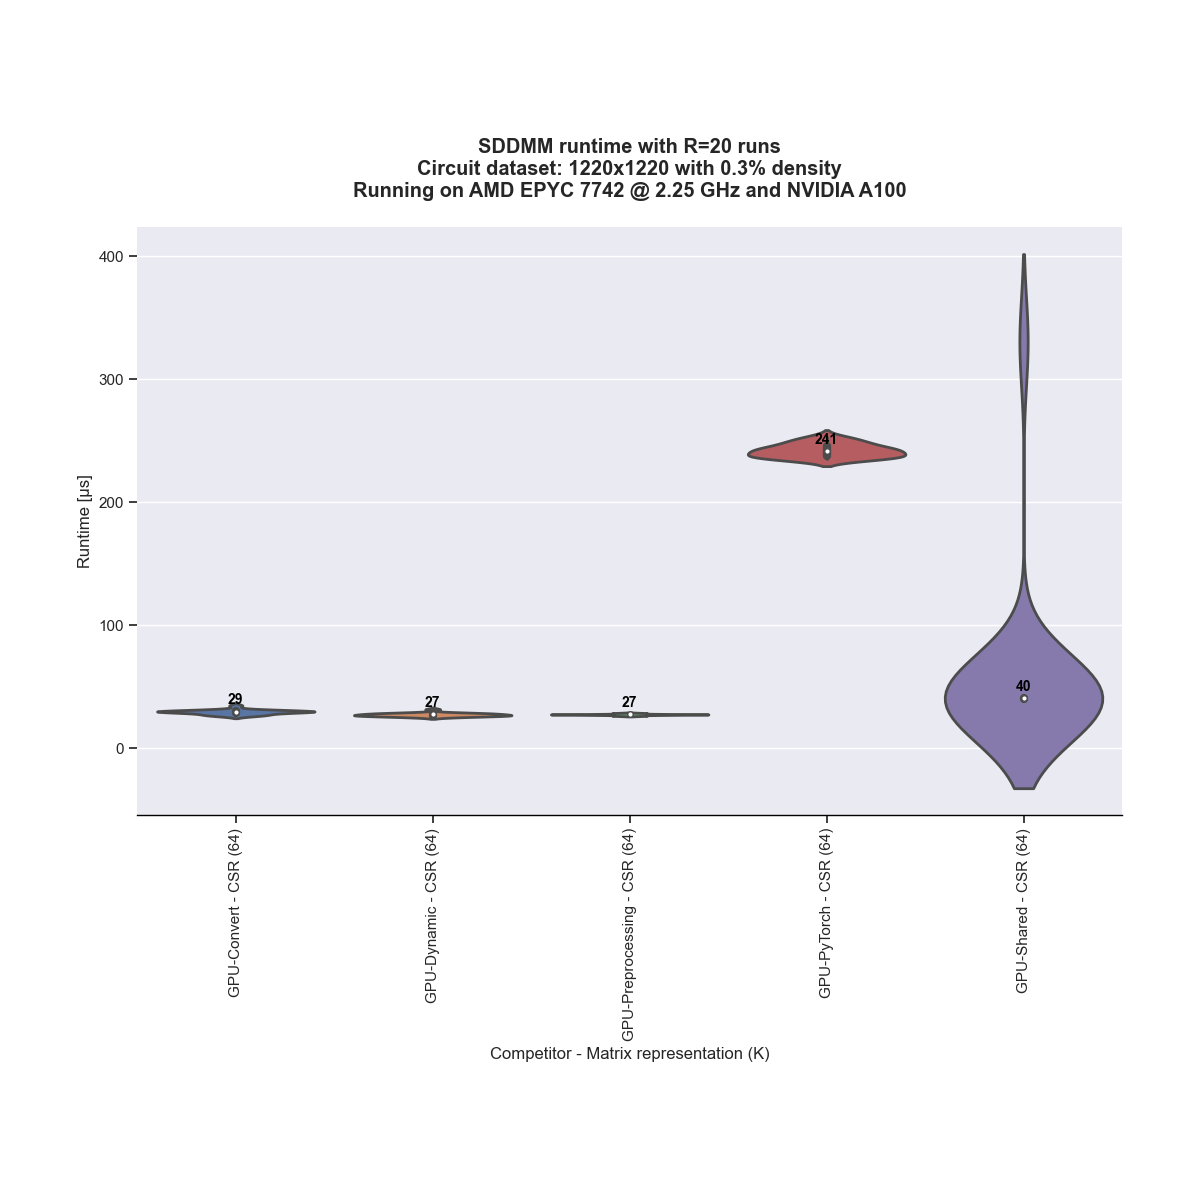 SDDMM runtime with R=20 runs
Circuit dataset: 1220x1220 with 0.3% density
Running on AMD EPYC 7742 @ 2.25 GHz and NVIDIA A100
400
300
200
100
0
Runtime [µs]
29
27
27
241
40
GPU-Convert - CSR (64)
GPU-Dynamic - CSR (64)
GPU-Preprocessing - CSR (64)
GPU-PyTorch - CSR (64)
GPU-Shared - CSR (64)
Competitor - Matrix representation (K)